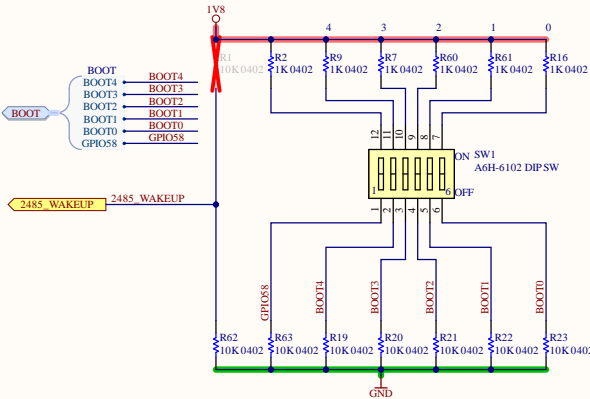 1V8
4 3 2 1 0
R1 R2 R9 R7 R60 R61 R16
10K 0402 1K 0402 1K 0402 1K 0402 1K 0402 1K 0402 1K 0402
BOOT
BOOT4 BOOT4
BOOT3 BOOT3
BOOT2 BOOT2
BOOT1 BOOT1
BOOT0 BOOT0
GPIO58 GPIO58
BOOT
12 11 10 9 8 7
ON SW1
A6H-6102 DIPSW
1 6 OFF
1 2 3 4 5 6
2485_WAKEUP 2485_WAKEUP
GPIO58 BOOT4 BOOT3 BOOT2 BOOT1 BOOT0
R62 R63 R19 R20 R21 R22 R23
10K 0402 10K 0402 10K 0402 10K 0402 10K 0402 10K 0402 10K 0402
GND